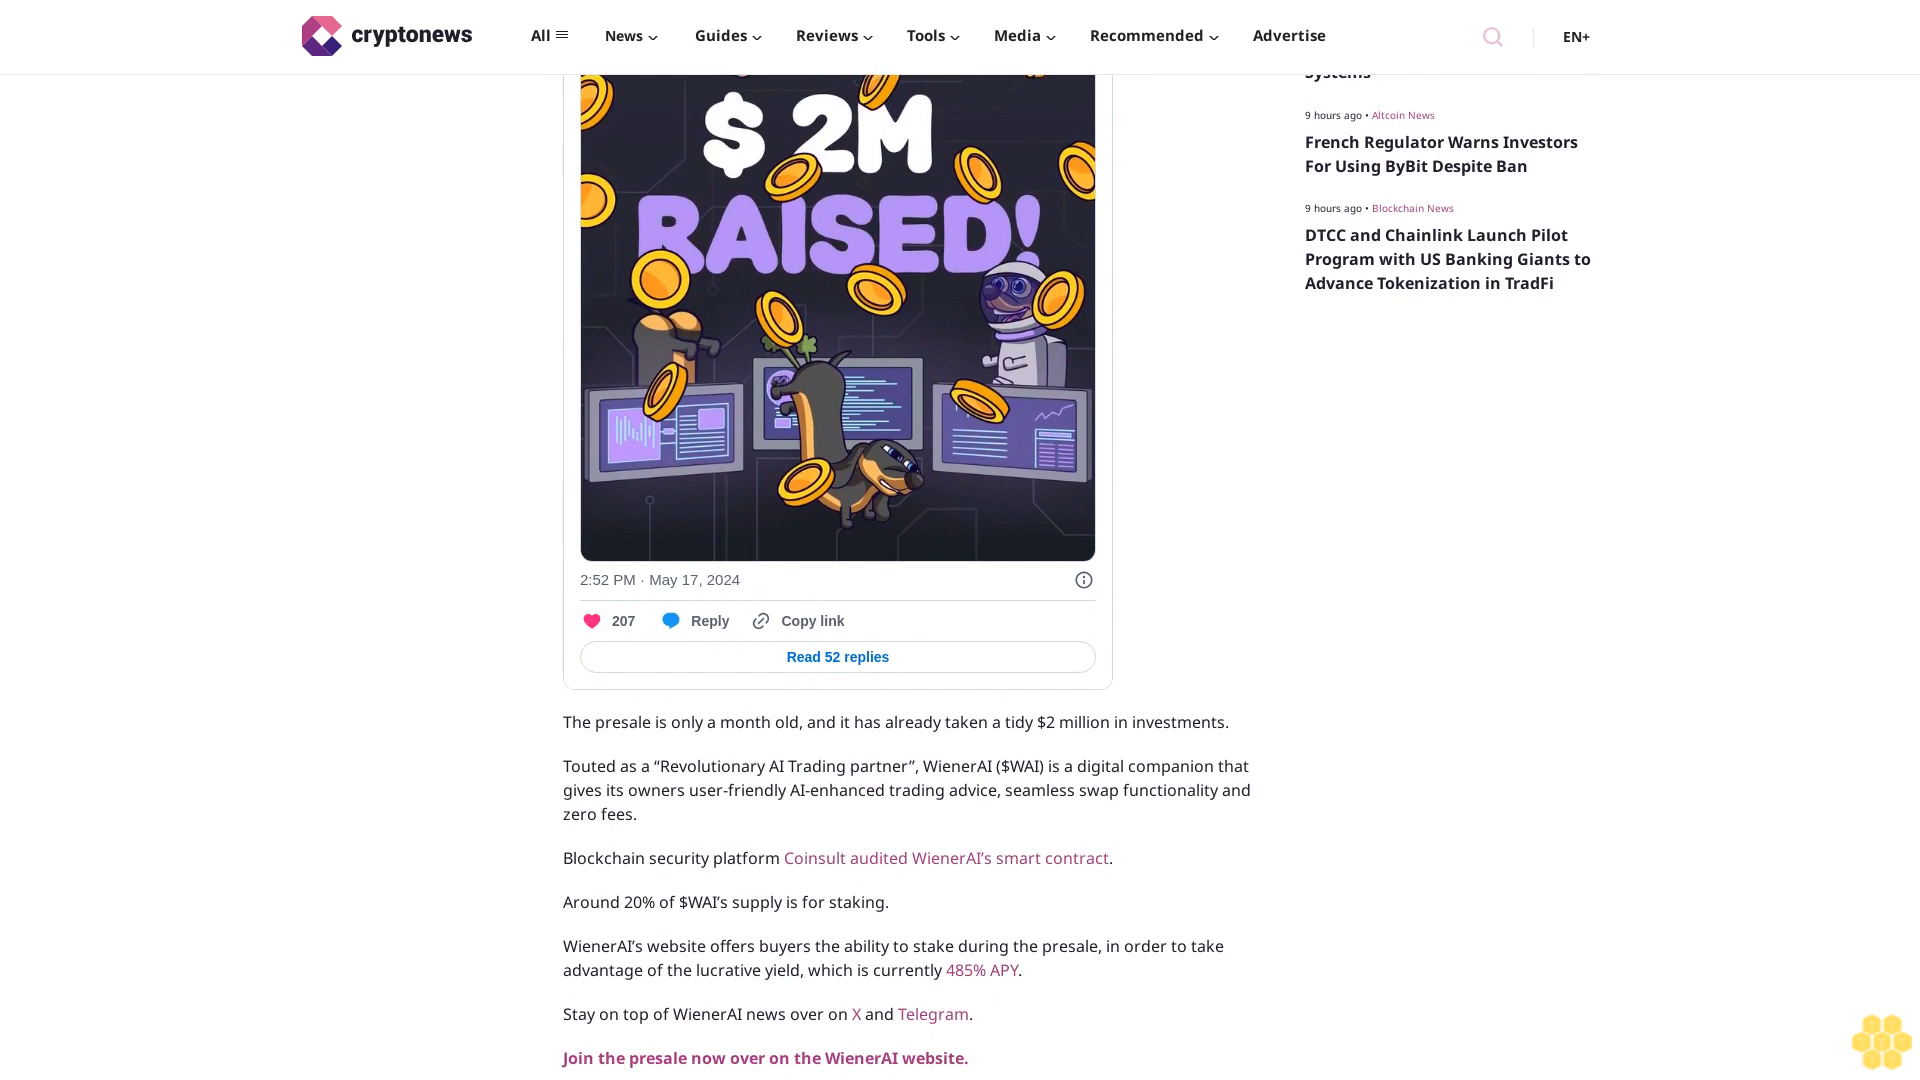 cryptonews
All
News
Guides
Reviews
Tools
Media
Recommended
Advertise
EN+
$ 2M
RAISED!
2:52 PM · May 17, 2024
207
Reply
Copy link
Read 52 replies
The presale is only a month old, and it has already taken a tidy $2 million in investments.
Touted as a “Revolutionary AI Trading partner”, WienerAI ($WAI) is a digital companion that
gives its owners user-friendly AI-enhanced trading advice, seamless swap functionality and
zero fees.
Blockchain security platform Coinsult audited WienerAI’s smart contract.
Around 20% of $WAI’s supply is for staking.
WienerAI’s website offers buyers the ability to stake during the presale, in order to take
advantage of the lucrative yield, which is currently 485% APY.
Stay on top of WienerAI news over on X and Telegram.
Join the presale now over on the WienerAI website.
Systems
9 hours ago • Altcoin News
French Regulator Warns Investors
For Using ByBit Despite Ban
9 hours ago • Blockchain News
DTCC and Chainlink Launch Pilot
Program with US Banking Giants to
Advance Tokenization in TradFi